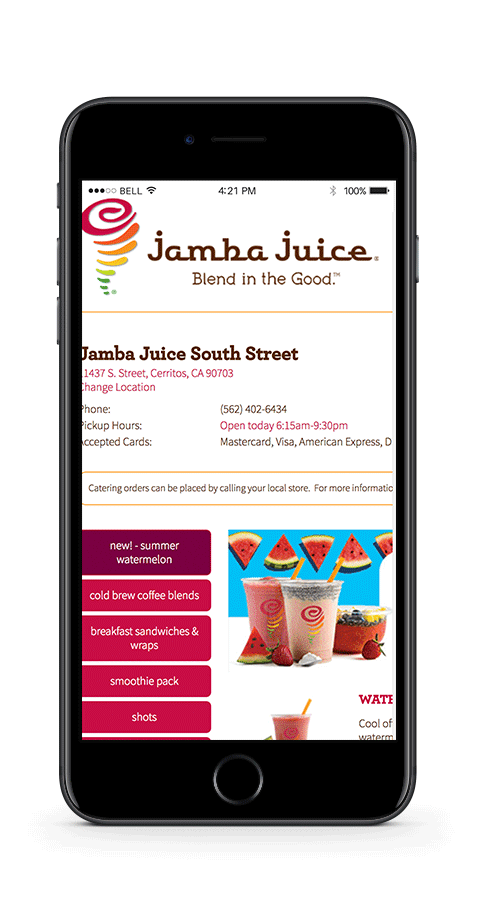 BELL 4:21 PM 100%
jamba juice®
Blend in the Good.™
Jamba Juice South Street
11437 S. Street, Cerritos, CA 90703
Change Location
Phone: (562) 402-6434
Pickup Hours: Open today 6:15am-9:30pm
Accepted Cards: Mastercard, Visa, American Express, D
Catering orders can be placed by calling your local store. For more informatio
new! - summer
watermelon
cold brew coffee blends
breakfast sandwiches &
wraps
smoothie pack
shots
WATE
Cool of
waterm